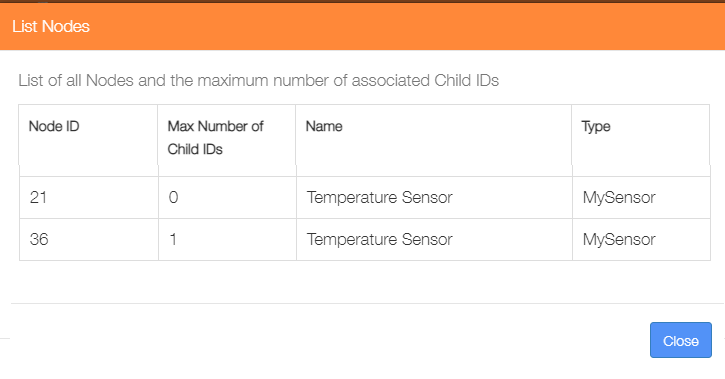 List Nodes
List of all Nodes and the maximum number of associated Child IDs
Node ID Max Number of Child IDs Name Type
21 0 Temperature Sensor MySensor
36 1 Temperature Sensor MySensor
Close